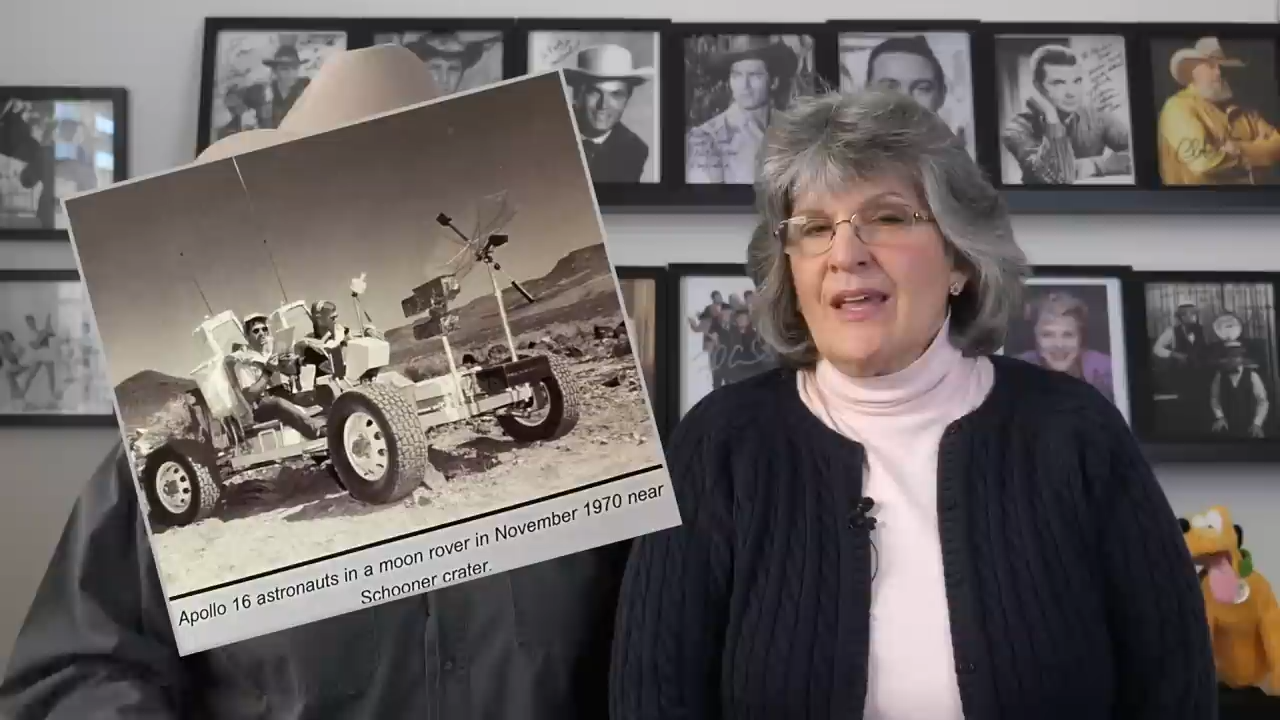 Apollo 16 astronauts in a moon rover in November 1970 near
Schooner crater.